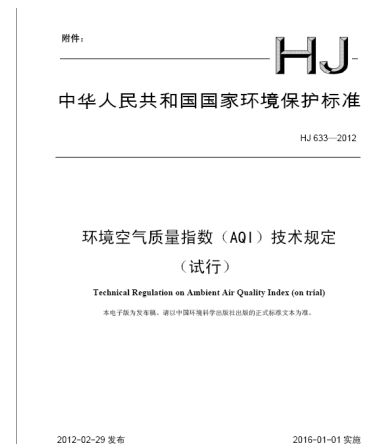 附件：
HJ
中华人民共和国国家环境保护标准
HJ 633—2012
环境空气质量指数（AQI）技术规定
（试行）
Technical Regulation on Ambient Air Quality Index (on trial)
本电子版为发布稿。请以中国环境科学出版社出版的正式标准文本为准。
2012-02-29 发布
2016-01-01 实施